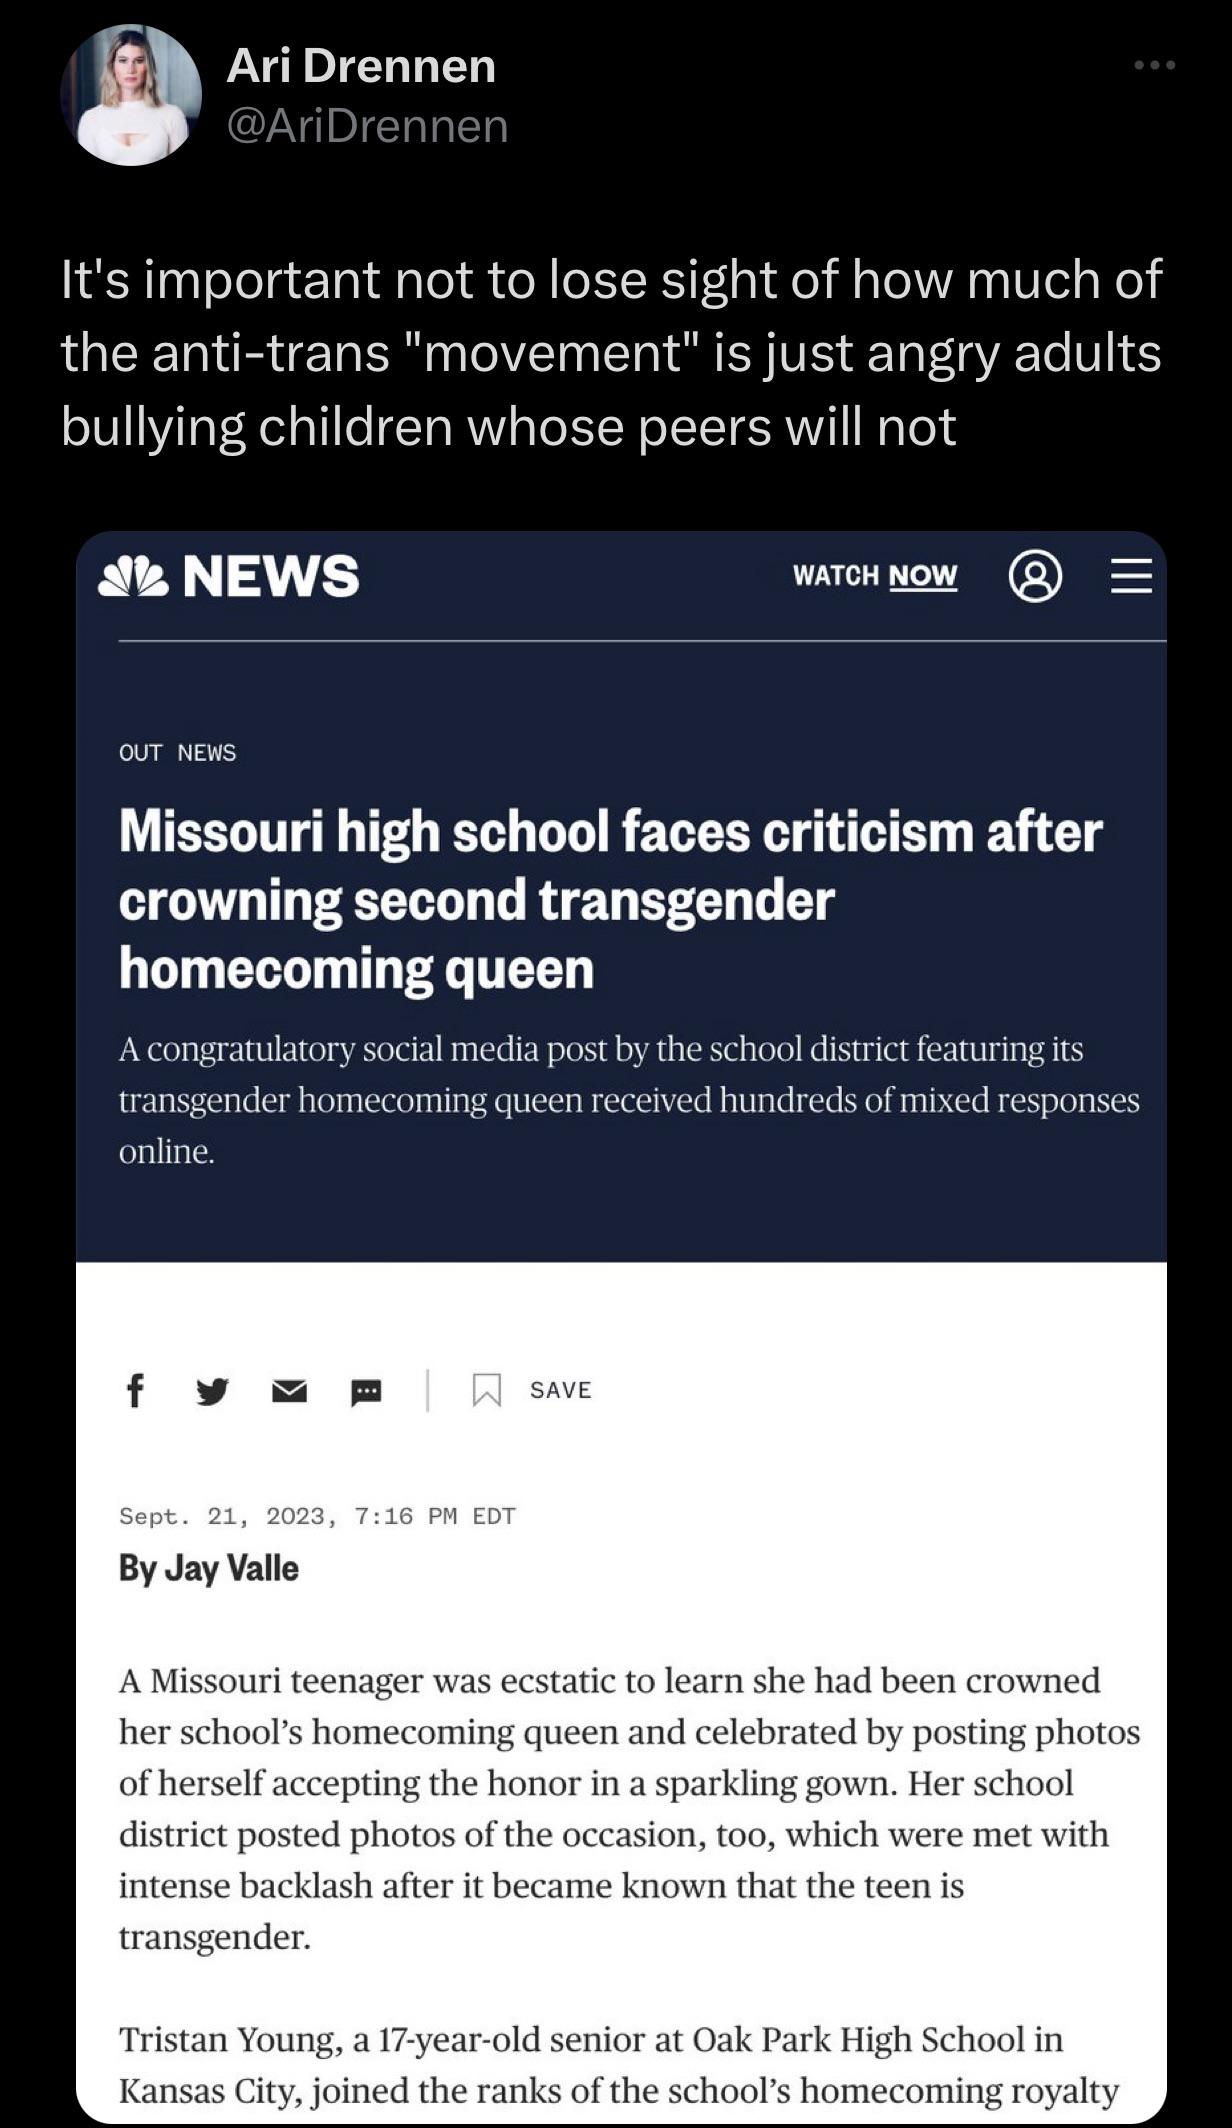 Ari Drennen
@AriDrennen
It's important not to lose sight of how much of
the anti-trans "movement" is just angry adults
bullying children whose peers will not
NEWS
WATCH NOW
OUT NEWS
Missouri high school faces criticism after
crowning second transgender
homecoming queen
A congratulatory social media post by the school district featuring its
transgender homecoming queen received hundreds of mixed responses
online.
SAVE
Sept. 21, 2023, 7:16 PM EDT
By Jay Valle
A Missouri teenager was ecstatic to learn she had been crowned
her school’s homecoming queen and celebrated by posting photos
of herself accepting the honor in a sparkling gown. Her school
district posted photos of the occasion, too, which were met with
intense backlash after it became known that the teen is
transgender.
Tristan Young, a 17-year-old senior at Oak Park High School in
Kansas City, joined the ranks of the school’s homecoming royalty